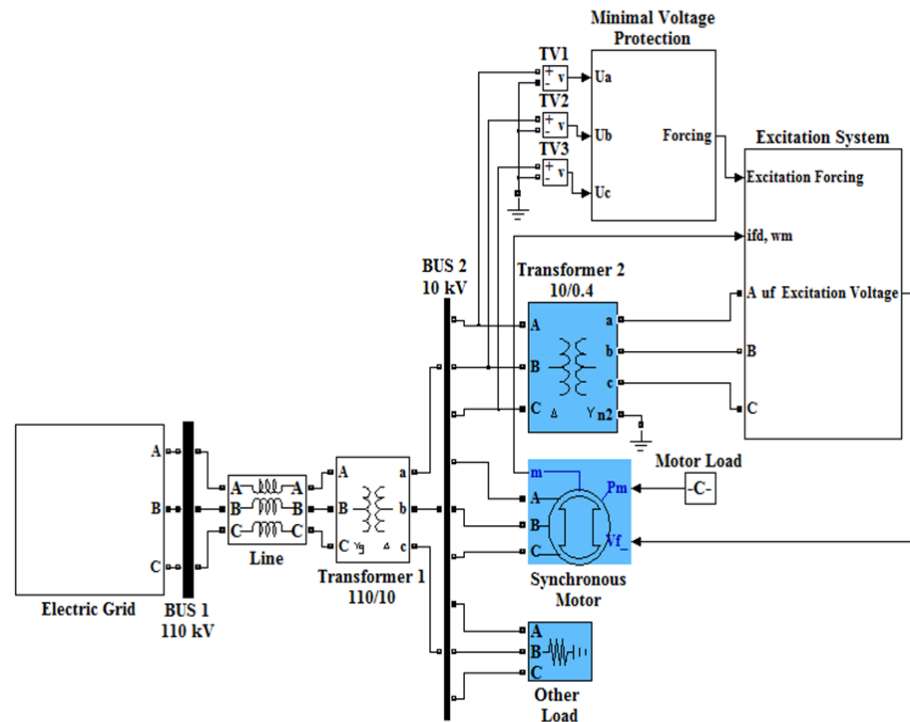 Minimal Voltage
Protection
TV1
+
-
v
Ua
TV2
+
-
v
Ub
Forcing
TV3
+
-
v
Uc
Excitation System
Excitation Forcing
ifd, wm
A uf Excitation Voltage
B
C
BUS 2
10 kV
Transformer 2
10/0.4
A
B
C
Δ
Y
a
b
c
n2
Motor Load
-C-
m
A
B
C
Pm
Vf_
Synchronous
Motor
A
B
C
Electric Grid
BUS 1
110 kV
A A
B B
C C
Line
A
B
C
Yg
Δ
a
b
c
Transformer 1
110/10
A
B
C
Other
Load